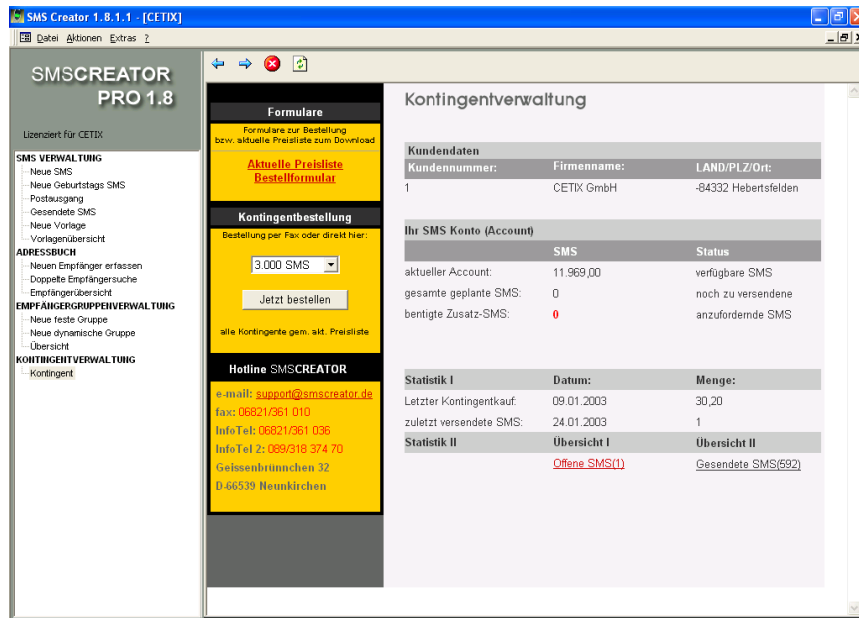 SMS Creator 1.8.1.1 - [CETIX]
Datei Aktionen Extras ?
SMSCREATOR
PRO 1.8
Lizenziert für CETIX
SMS VERWALTUNG
Neue SMS
Neue Geburtstags SMS
Postausgang
Gesendete SMS
Neue Vorlage
Vorlagenübersicht
ADRESSBUCH
Neuen Empfänger erfassen
Doppelte Empfängersuche
Empfängerübersicht
EMPFÄNGERGRUPPENVERWALTUNG
Neue feste Gruppe
Neue dynamische Gruppe
Übersicht
KONTINGENTVERWALTUNG
Kontingent
Formulare
Formulare zur Bestellung
bzw. aktuelle Preisliste zum Download
Aktuelle Preisliste
Bestellformular
Kontingentbestellung
Bestellung per Fax oder direkt hier:
3.000 SMS
Jetzt bestellen
alle Kontingente gem. akt. Preisliste
Hotline SMSCREATOR
e-mail: support@smscreator.de
fax: 06821/361 010
InfoTel: 06821/361 036
InfoTel 2: 089/318 374 70
Geissenbrünnchen 32
D-66539 Neunkirchen
Kontingentverwaltung
Kundendaten
Kundennummer: Firmenname: LAND/PLZ/Ort:
1 CETIX GmbH -84332 Hebertsfelden
Ihr SMS Konto (Account)
SMS Status
aktueller Account: 11.969,00 verfügbare SMS
gesamte geplante SMS: 0 noch zu versendene
bentigte Zusatz-SMS: 0 anzufordernde SMS
Statistik I Datum: Menge:
Letzter Kontingentkauf: 09.01.2003 30,20
zuletzt versendete SMS: 24.01.2003 1
Statistik II Übersicht I Übersicht II
Offene SMS(1) Gesendete SMS(592)